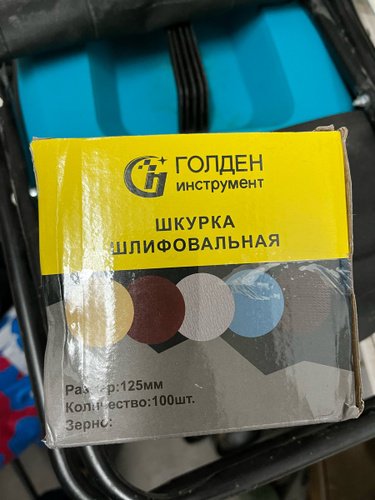 ГОЛДЕН
инструмент
ШКУРКА
ШЛИФОВАЛЬНАЯ
Размер:125мм
Количество:100шт.
Зерно: